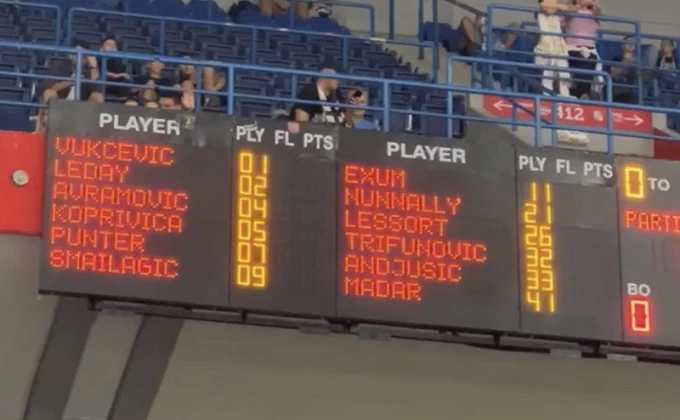 412
PLAYER PLY FL PTS
VUKCEVIC 01
LEDAY 02
AVRAMOVIC 04
KOPRIVICA 05
PUNTER 07
SMAILAGIC 09
PLAYER PLY FL PTS
EXUM 11
NUNNALLY 21
LESSORT 26
TRIFUNOVIC 32
ANDJUSIC 33
MADAR 41
0 TO
PARTI
BO
0